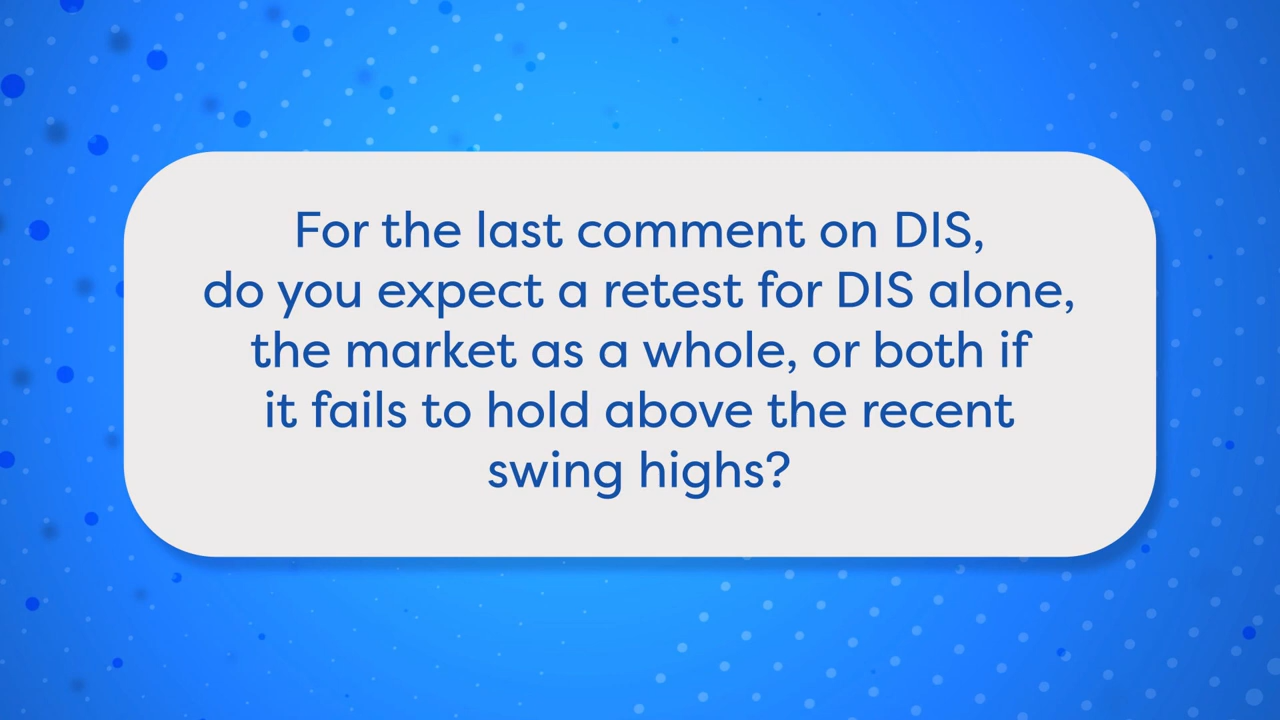 For the last comment on DIS,
do you expect a retest for DIS alone,
the market as a whole, or both if
it fails to hold above the recent
swing highs?